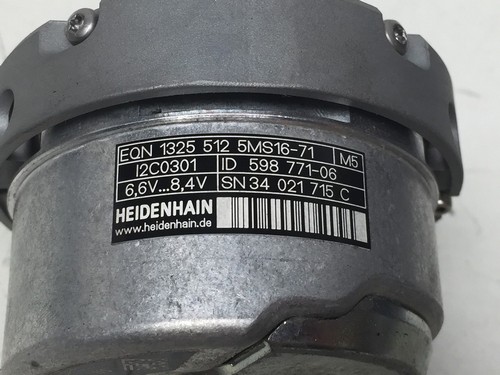 EQN 1325 512 5MS16-71 M5
I2C0301 ID 598 771-06
6,6V...8,4V SN 34 021 715 C
HEIDENHAIN
www.heidenhain.de